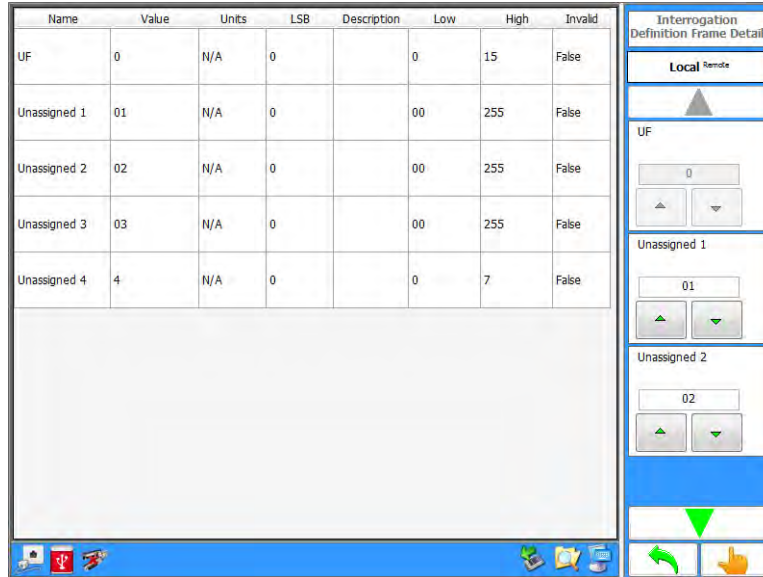 Name Value Units LSB Description Low High Invalid
UF 0 N/A 0 0 15 False
Unassigned 1 01 N/A 0 00 255 False
Unassigned 2 02 N/A 0 00 255 False
Unassigned 3 03 N/A 0 00 255 False
Unassigned 4 4 N/A 0 0 7 False
Interrogation
Definition Frame Detail
Local Remote
UF
0
Unassigned 1
01
Unassigned 2
02